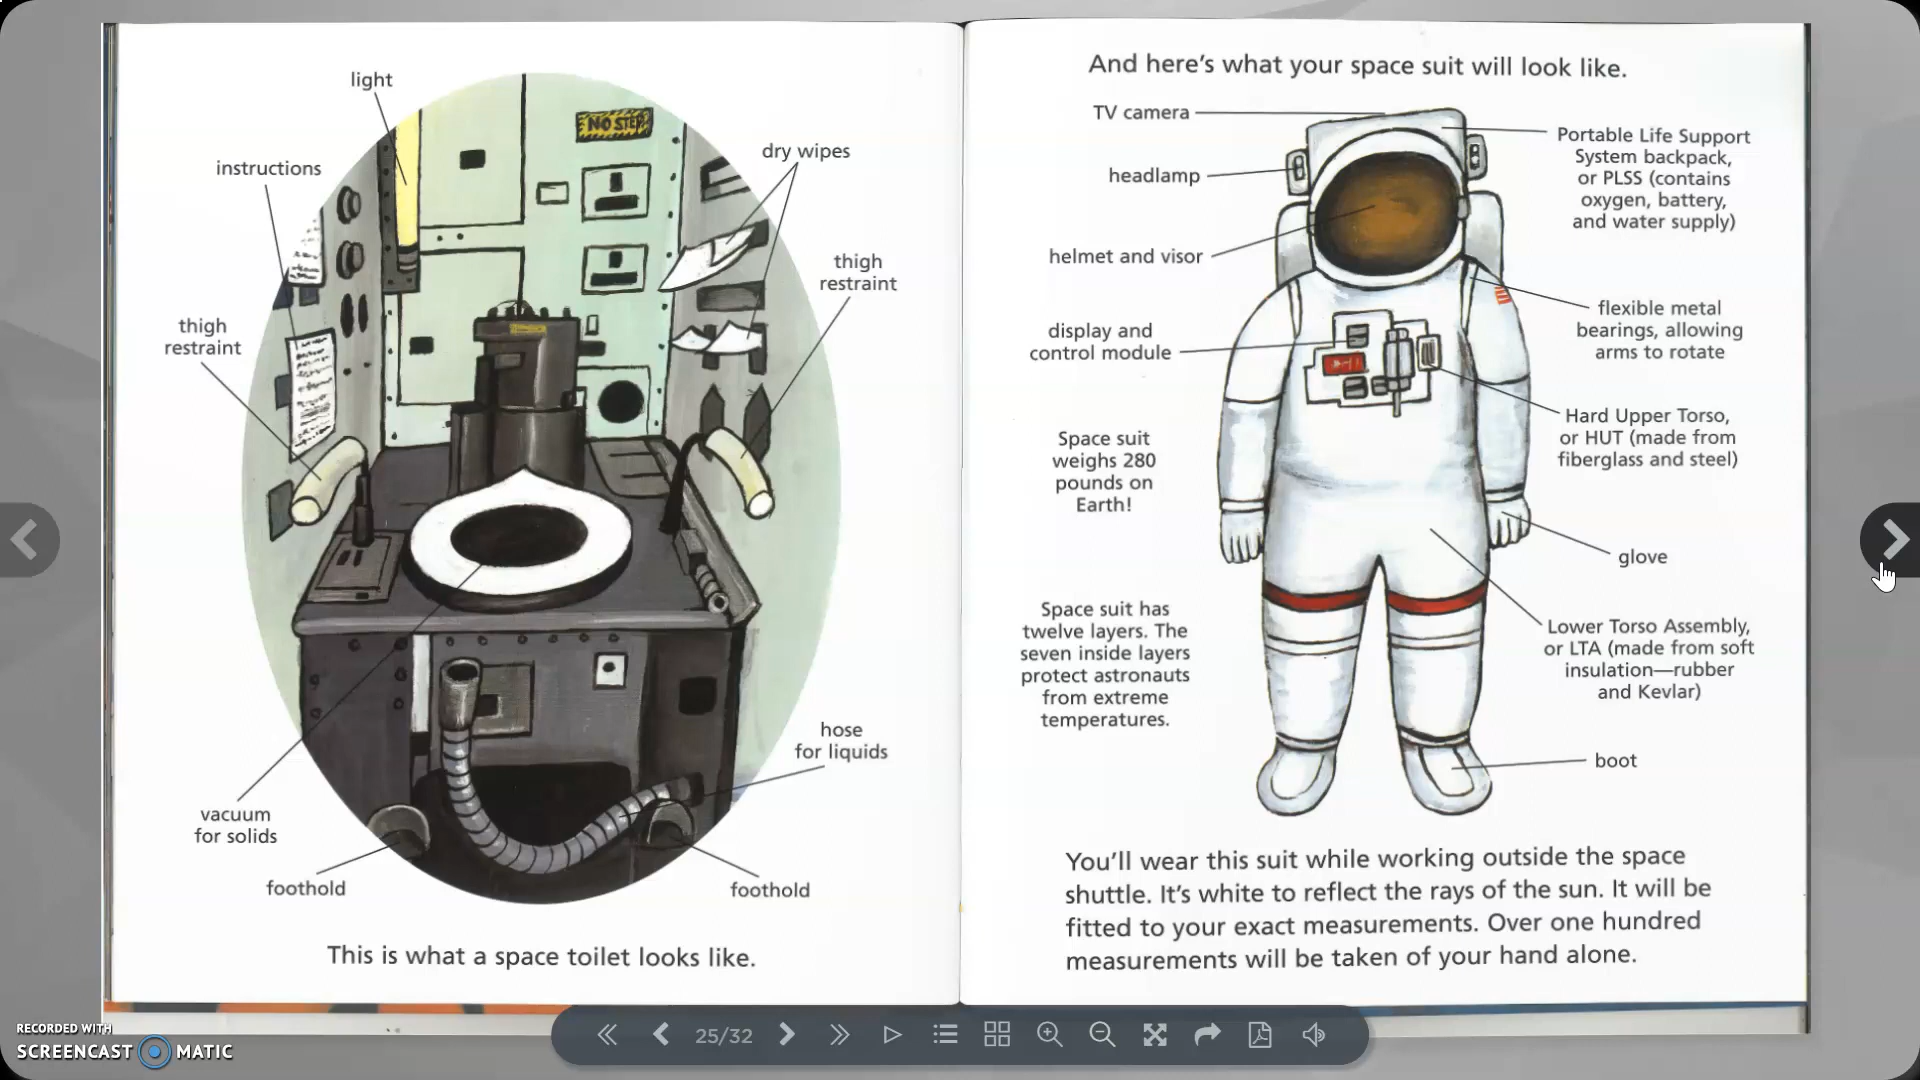 light
NO STEP
instructions
dry wipes
thigh
restraint
thigh
restraint
hose
for liquids
vacuum
for solids
foothold
foothold
This is what a space toilet looks like.
And here's what your space suit will look like.
TV camera
headlamp
helmet and visor
display and
control module
Space suit
weighs 280
pounds on
Earth!
Space suit has
twelve layers. The
seven inside layers
protect astronauts
from extreme
temperatures.
Portable Life Support
System backpack,
or PLSS (contains
oxygen, battery,
and water supply)
flexible metal
bearings, allowing
arms to rotate
Hard Upper Torso,
or HUT (made from
fiberglass and steel)
glove
Lower Torso Assembly,
or LTA (made from soft
insulation—rubber
and Kevlar)
boot
You'll wear this suit while working outside the space
shuttle. It's white to reflect the rays of the sun. It will be
fitted to your exact measurements. Over one hundred
measurements will be taken of your hand alone.
25/32
RECORDED WITH
SCREENCAST MATIC